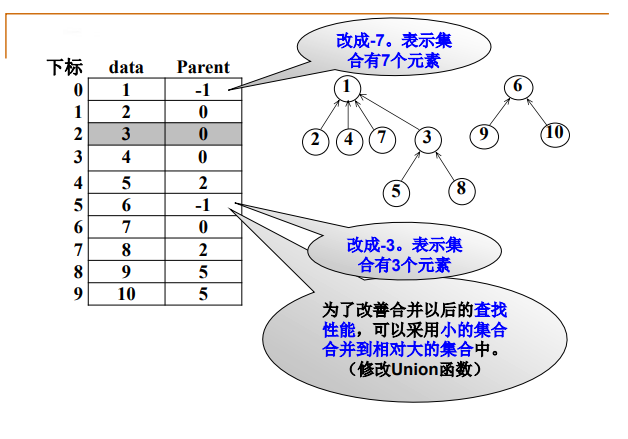 改成-7。表示集
合有7个元素
下标 data Parent
0 1 -1
1 2 0
2 3 0
3 4 0
4 5 2
5 6 -1
6 7 0
7 8 2
8 9 5
9 10 5
1
6
2 4 7 3
9 10
5 8
改成-3。表示集
合有3个元素
为了改善合并以后的查找
性能，可以采用小的集合
合并到相对大的集合中。
（修改Union函数）